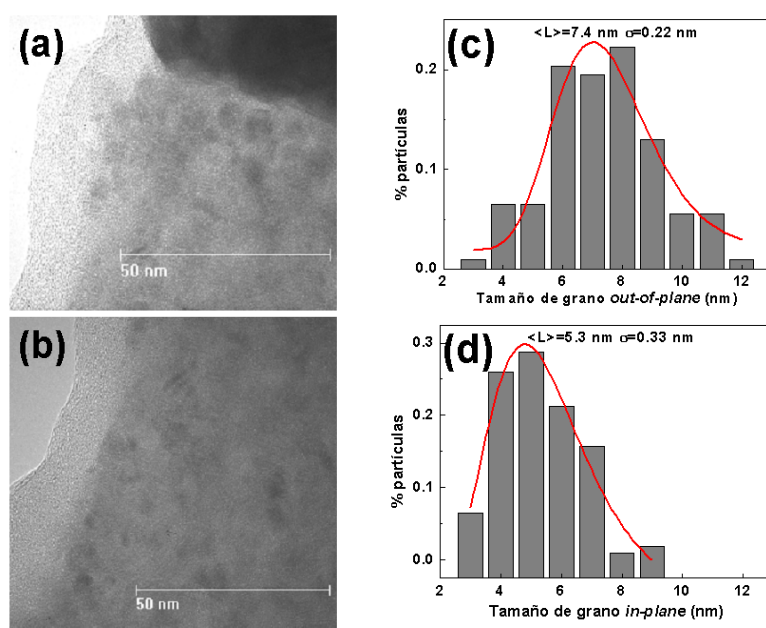 (a)
50 nm
(b)
50 nm
(c)
<L>=7.4 nm σ=0.22 nm
0.2
0.1
0.0
% partículas
2 4 6 8 10 12
Tamaño de grano out-of-plane (nm)
(d)
<L>=5.3 nm σ=0.33 nm
0.3
0.2
0.1
0.0
% partículas
2 4 6 8 10 12
Tamaño de grano in-plane (nm)